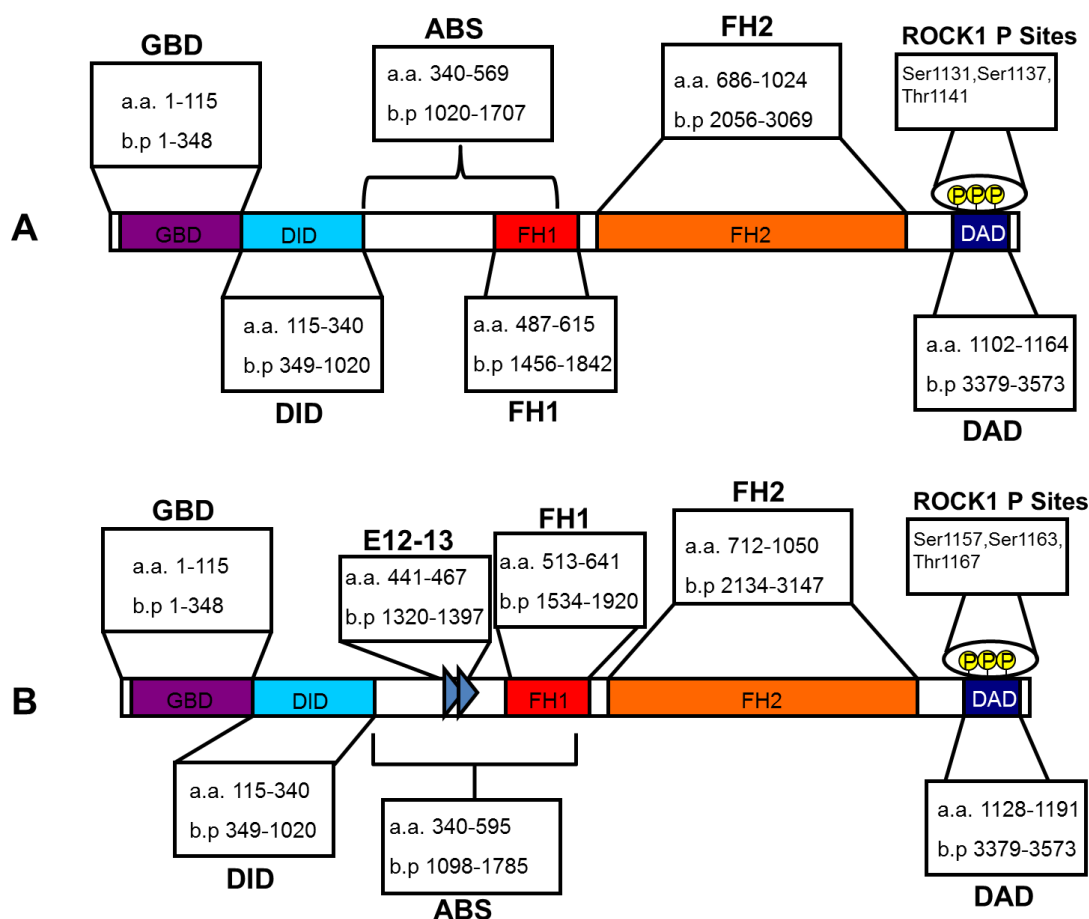 GBD
a.a. 1-115
b.p 1-348
ABS
a.a. 340-569
b.p 1020-1707
FH2
a.a. 686-1024
b.p 2056-3069
ROCK1 P Sites
Ser1131,Ser1137,
Thr1141
A
GBD
DID
FH1
FH2
P P P
DAD
a.a. 115-340
b.p 349-1020
DID
a.a. 487-615
b.p 1456-1842
FH1
a.a. 1102-1164
b.p 3379-3573
DAD
GBD
a.a. 1-115
b.p 1-348
E12-13
a.a. 441-467
b.p 1320-1397
FH1
a.a. 513-641
b.p 1534-1920
FH2
a.a. 712-1050
b.p 2134-3147
ROCK1 P Sites
Ser1157,Ser1163,
Thr1167
B
GBD
DID
FH1
FH2
P P P
DAD
a.a. 115-340
b.p 349-1020
DID
a.a. 340-595
b.p 1098-1785
ABS
a.a. 1128-1191
b.p 3379-3573
DAD